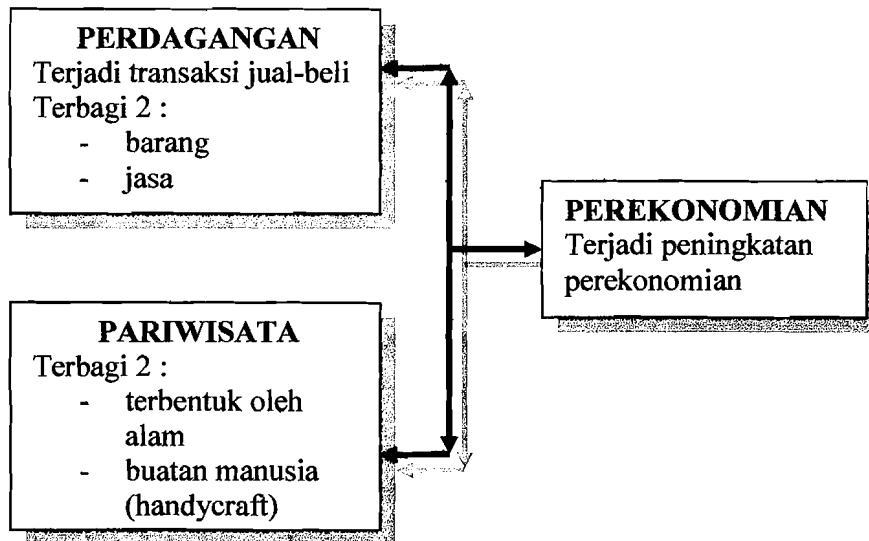 PERDAGANGAN
Terjadi transaksi jual-beli
Terbagi 2 :
- barang
- jasa
PEREKONOMIAN
Terjadi peningkatan
perekonomian
PARIWISATA
Terbagi 2 :
- terbentuk oleh
alam
- buatan manusia
(handycraft)